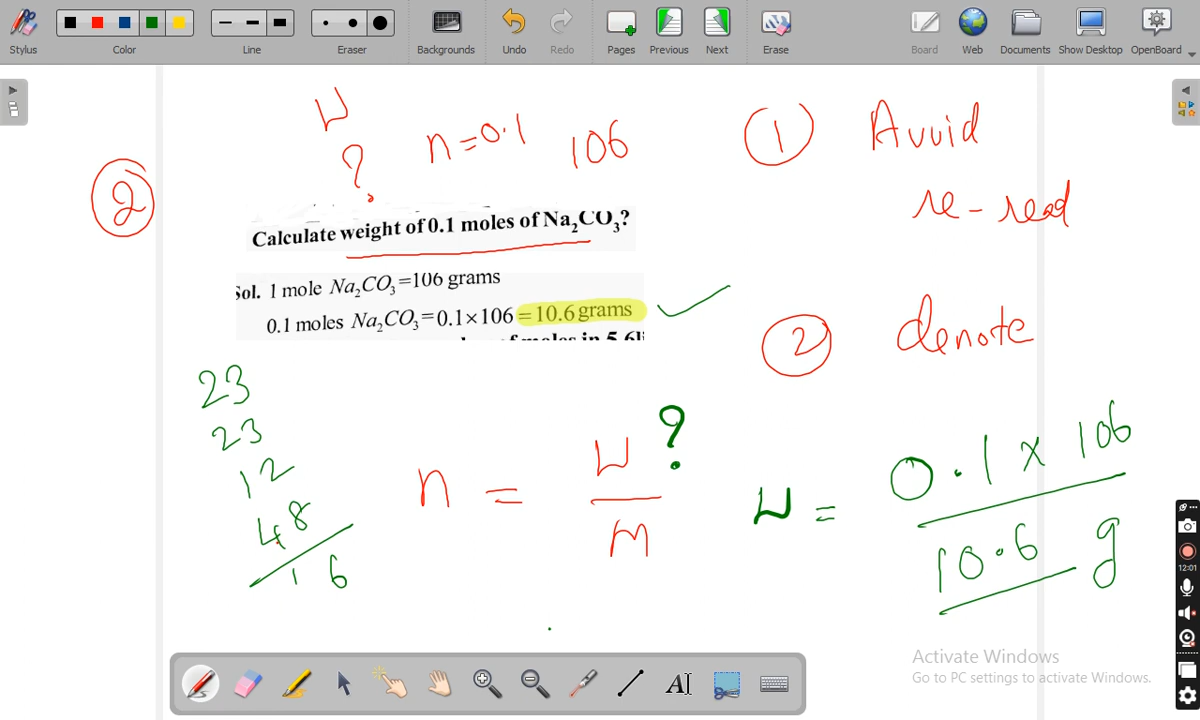 Stylus
Color
Line
Eraser
Backgrounds
Undo
Redo
Pages
Previous
Next
Erase
Board
Web
Documents
Show Desktop
OpenBoard
W
?
n=0.1
106
1
Avoid
re-read
2
Calculate weight of 0.1 moles of Na₂CO₃?
Sol. 1 mole Na₂CO₃=106 grams
0.1 moles Na₂CO₃=0.1×106 =10.6 grams
2
denote
23
23
12
48
16
n = W ?
m
W = 0.1 x 106
10.6 g
12:01
Activate Windows
Go to PC settings to activate Windows.
AI